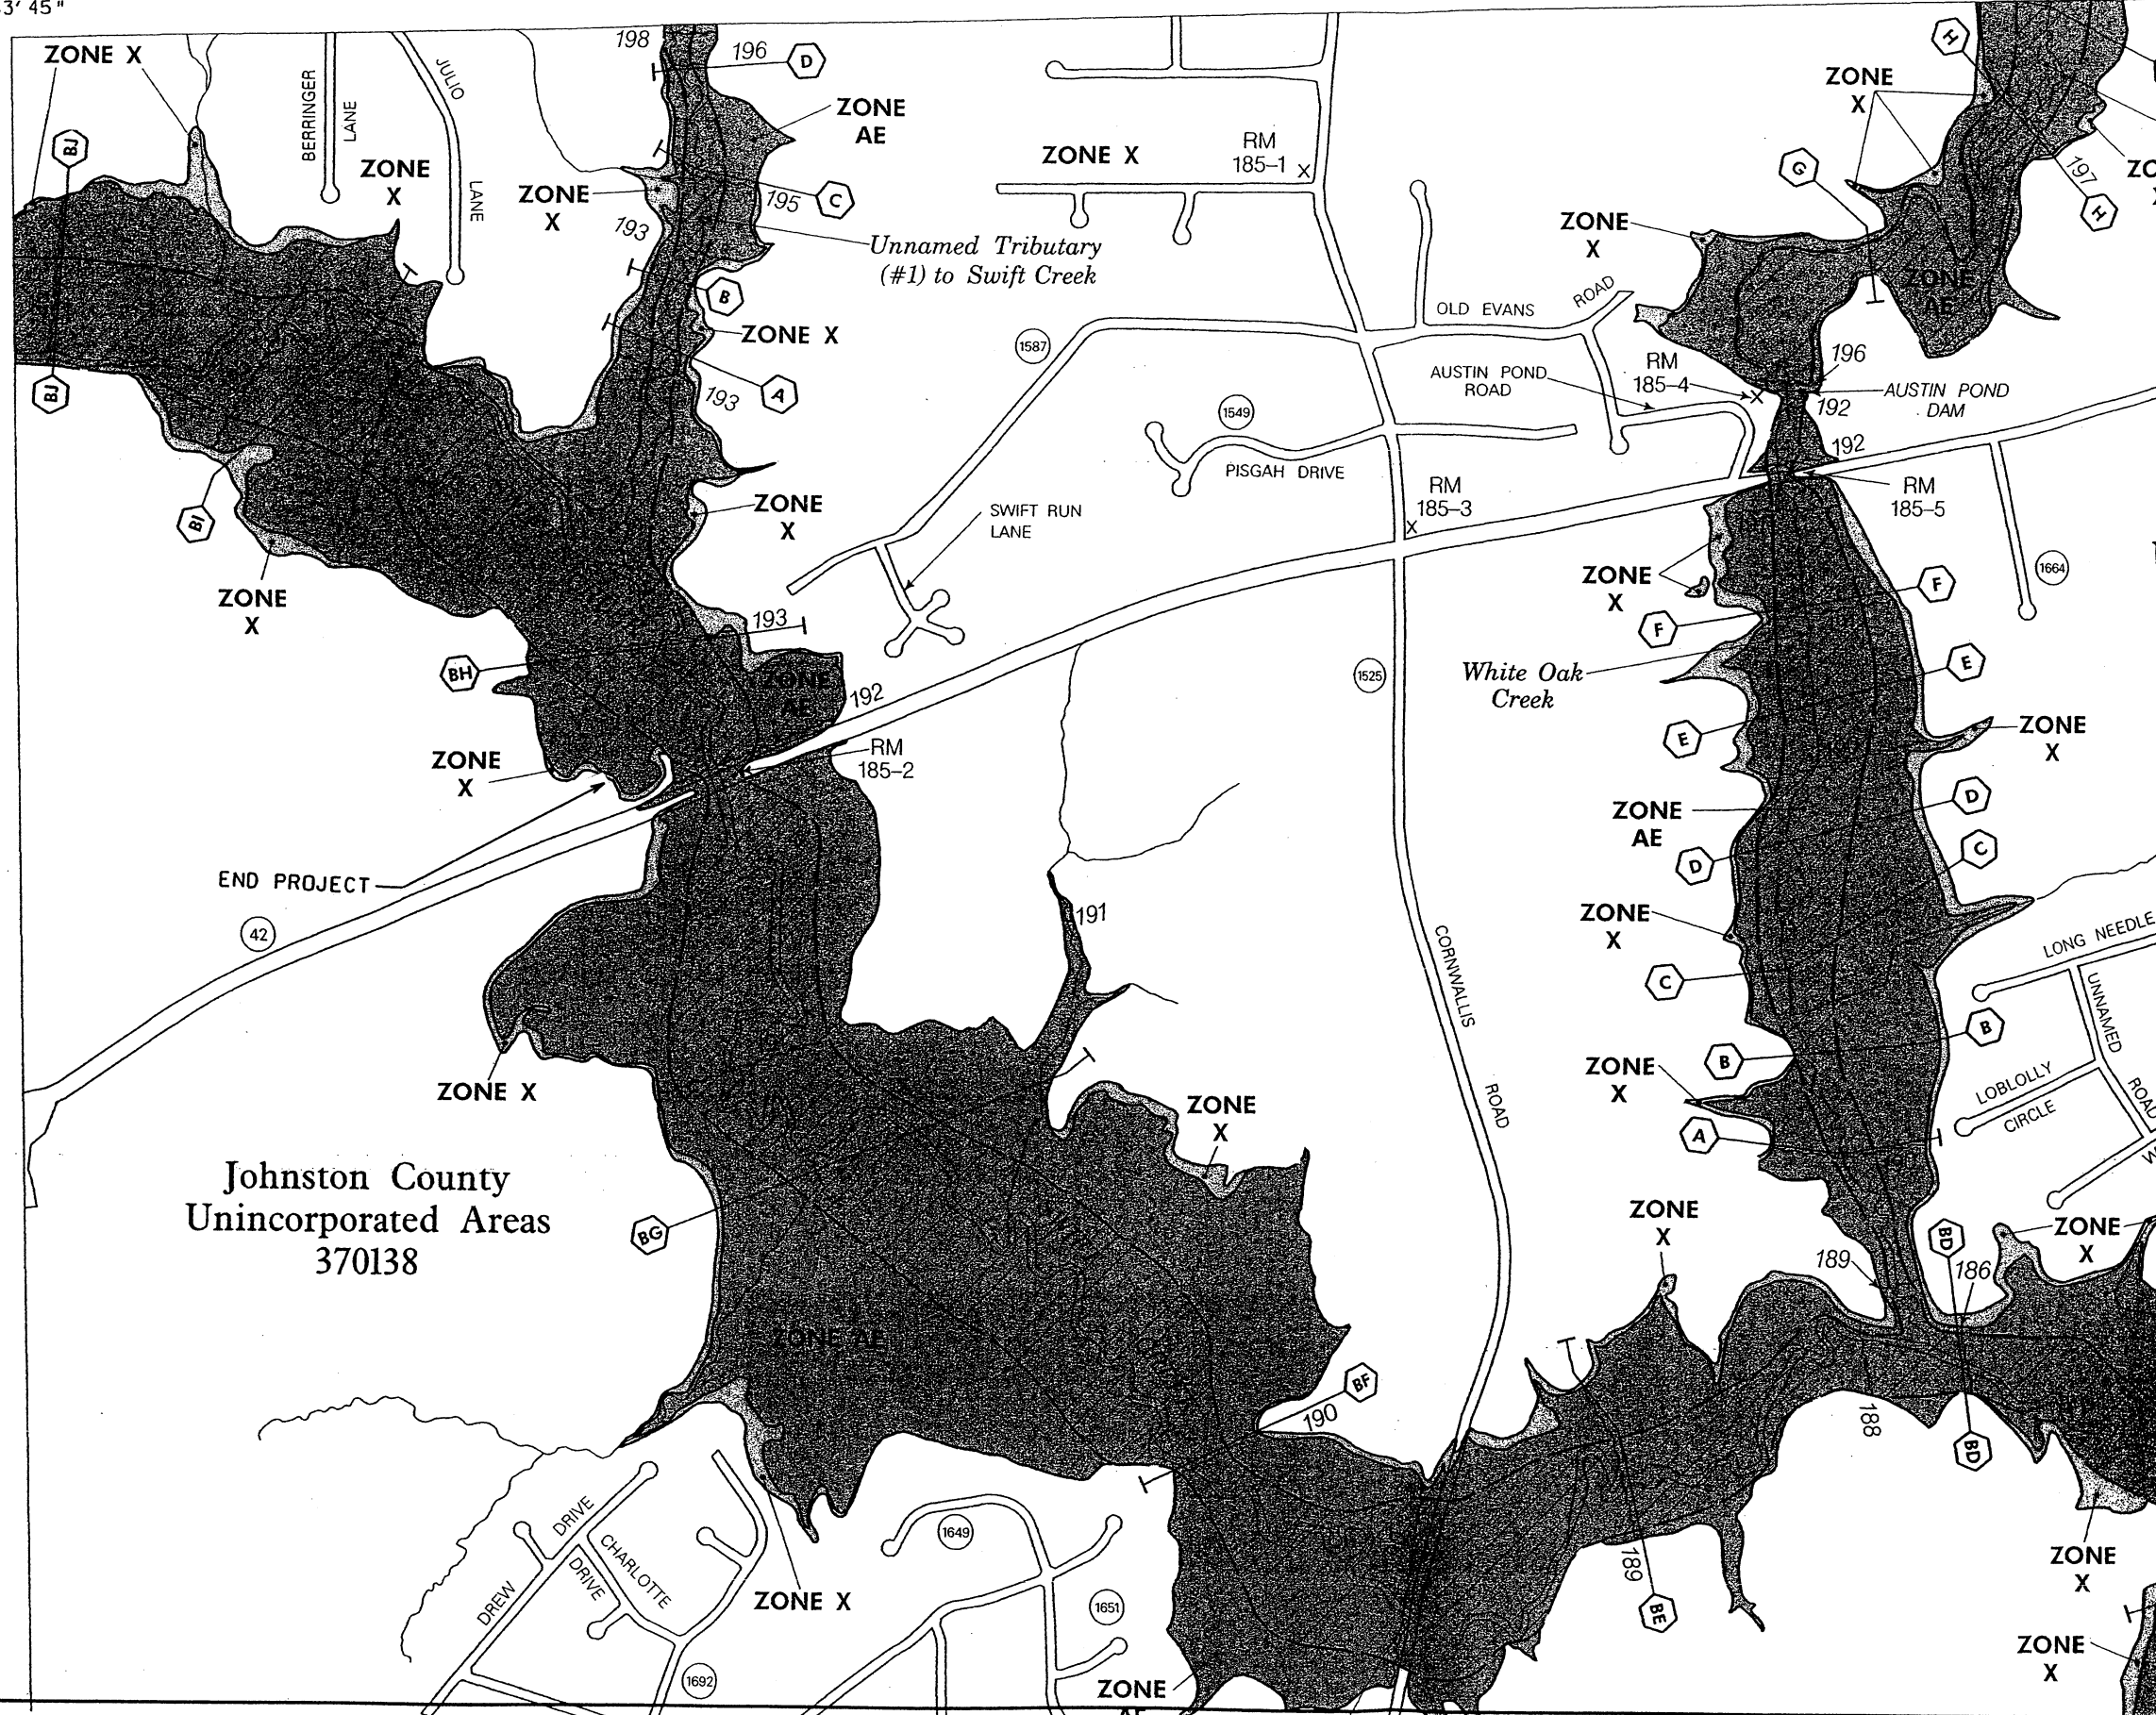 3' 45"
ZONE X
BJ
BERRINGER
LANE
JULIO
LANE
ZONE
X
198
196
D
ZONE
AE
ZONE
X
193
195
C
Unnamed Tributary
(#1) to Swift Creek
B
ZONE X
A
193
ZONE X
RM
185-1
ZONE
X
H
ZONE
X
G
197
H
ZO
ZONE
AE
OLD EVANS
ROAD
1587
AUSTIN POND
ROAD
RM
185-4
196
AUSTIN POND
DAM
192
192
1549
PISGAH DRIVE
BJ
BI
ZONE
X
ZONE
X
SWIFT RUN
LANE
RM
185-3
RM
185-5
1664
ZONE
X
F
F
193
BH
ZONE
AE
192
RM
185-2
ZONE
X
1525
White Oak
Creek
E
E
ZONE
X
ZONE
AE
D
D
C
END PROJECT
42
191
ZONE
X
CORNWALLIS
ROAD
C
LONG NEEDLE
UNNAMED
ROAD
B
B
LOBLOLLY
CIRCLE
ZONE X
ZONE
X
ZONE
X
A
Johnston County
Unincorporated Areas
370138
BG
ZONE
X
BD
ZONE
X
189
186
ZONE AE
BF
190
188
BD
DREW
DRIVE
CHARLOTTE
DRIVE
1649
ZONE X
1651
189
BE
ZONE
X
ZONE
X
1692
ZONE
AE